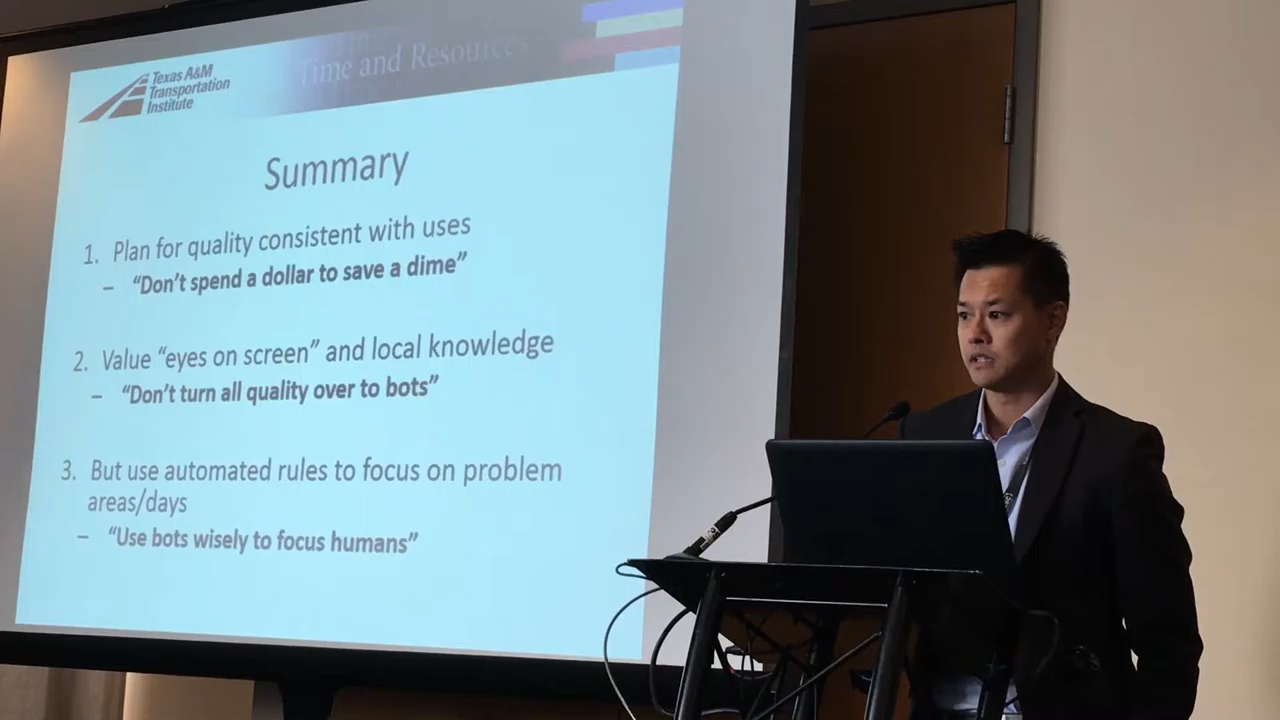 Texas A&M
Transportation
Institute
Time and Resources
Summary
1. Plan for quality consistent with uses
– “Don’t spend a dollar to save a dime”
2. Value “eyes on screen” and local knowledge
– “Don’t turn all quality over to bots”
3. But use automated rules to focus on problem
areas/days
– “Use bots wisely to focus humans”